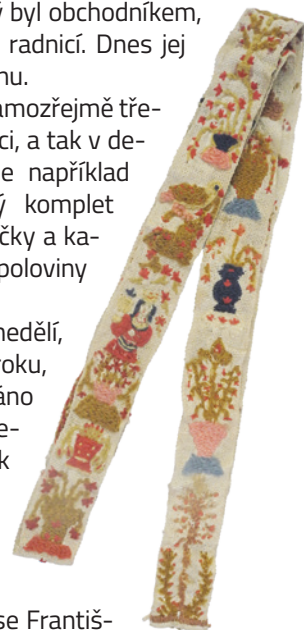 ý byl obchodníkem,
radnicí. Dnes jej
nu.
amozřejmě tře-
ci, a tak v de-
e například
ý komplet
čky a ka-
poloviny
nedělí,
roku,
áno
e-
k
se Františ-